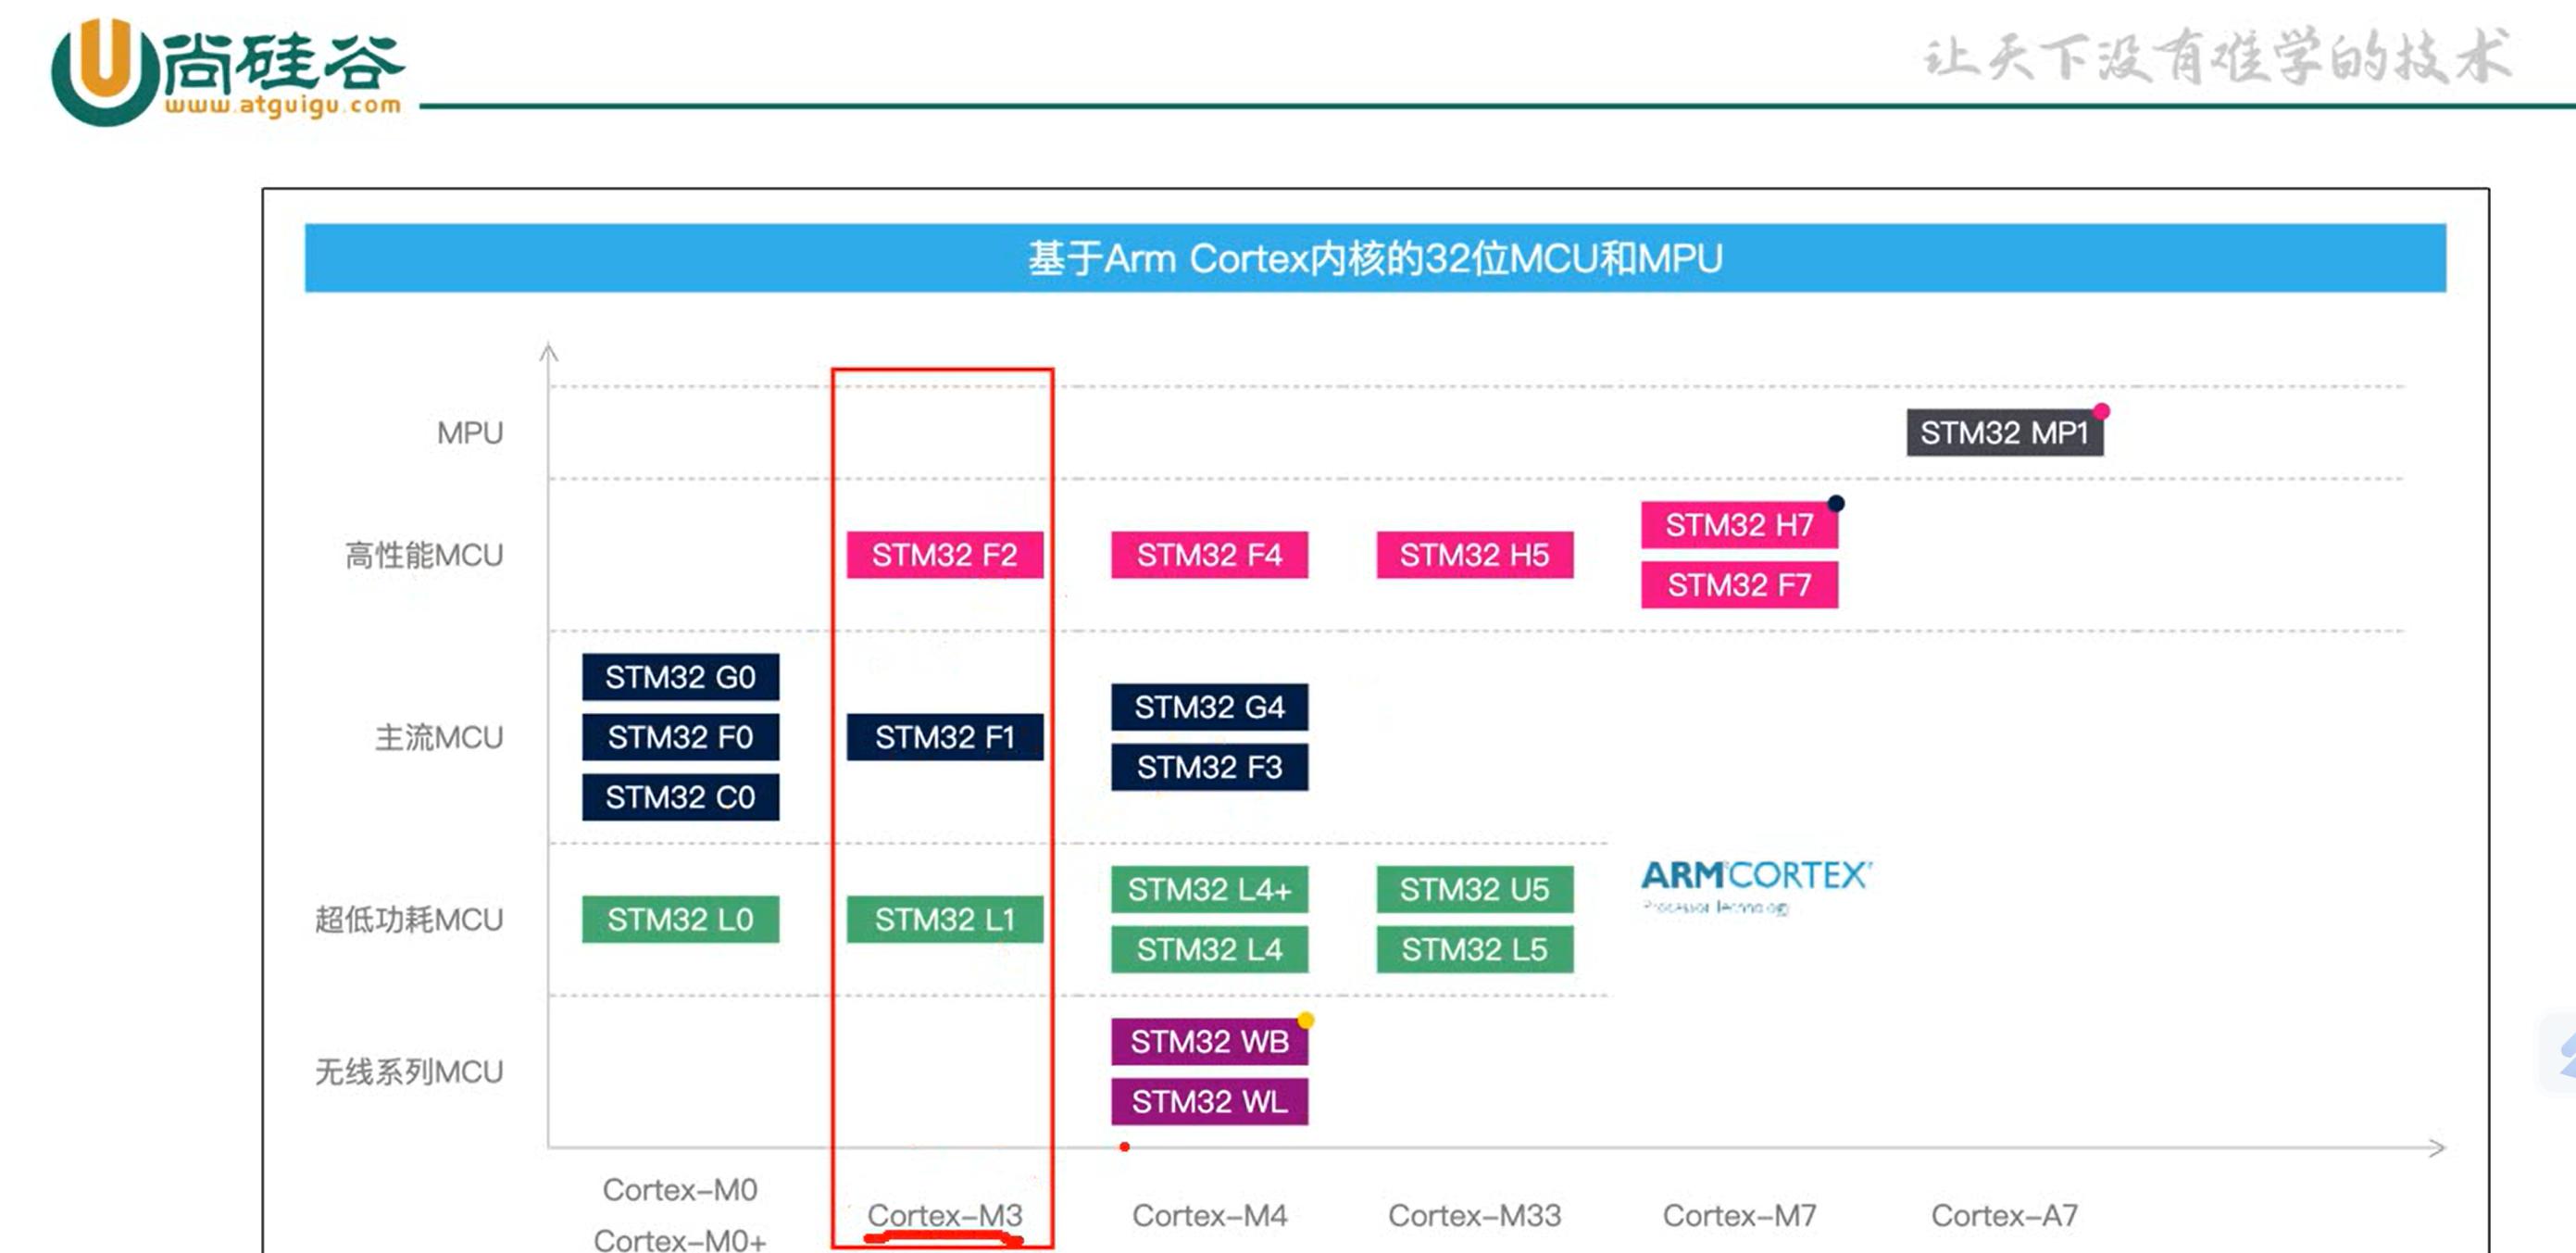 尚硅谷
www.atguigu.com
让天下没有难学的技术
基于Arm Cortex内核的32位MCU和MPU
MPU
STM32 MP1
高性能MCU
STM32 F2
STM32 F4
STM32 H5
STM32 H7
STM32 F7
主流MCU
STM32 G0
STM32 F0
STM32 C0
STM32 F1
STM32 G4
STM32 F3
超低功耗MCU
STM32 L0
STM32 L1
STM32 L4+
STM32 L4
STM32 U5
STM32 L5
ARMCORTEX
Processor Technology
无线系列MCU
STM32 WB
STM32 WL
Cortex-M0
Cortex-M0+
Cortex-M3
Cortex-M4
Cortex-M33
Cortex-M7
Cortex-A7